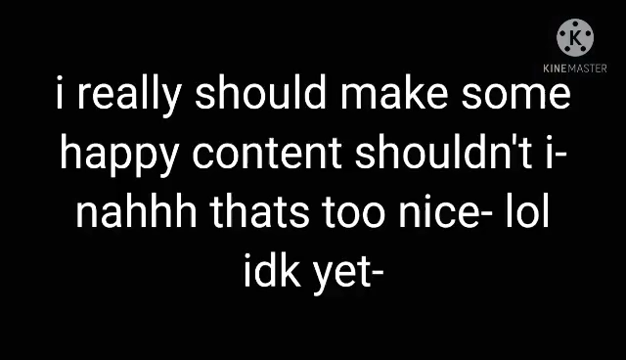 KINEMASTER
i really should make some
happy content shouldn't i-
nahhh thats too nice- lol
idk yet-